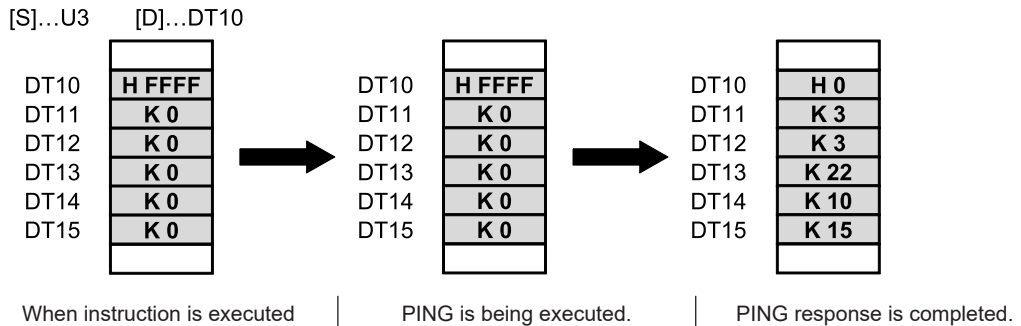 [S]...U3 [D]...DT10
DT10 H FFFF DT10 H FFFF DT10 H 0
DT11 K 0 DT11 K 0 DT11 K 3
DT12 K 0 DT12 K 0 DT12 K 3
DT13 K 0 DT13 K 0 DT13 K 22
DT14 K 0 DT14 K 0 DT14 K 10
DT15 K 0 DT15 K 0 DT15 K 15
When instruction is executed PING is being executed. PING response is completed.